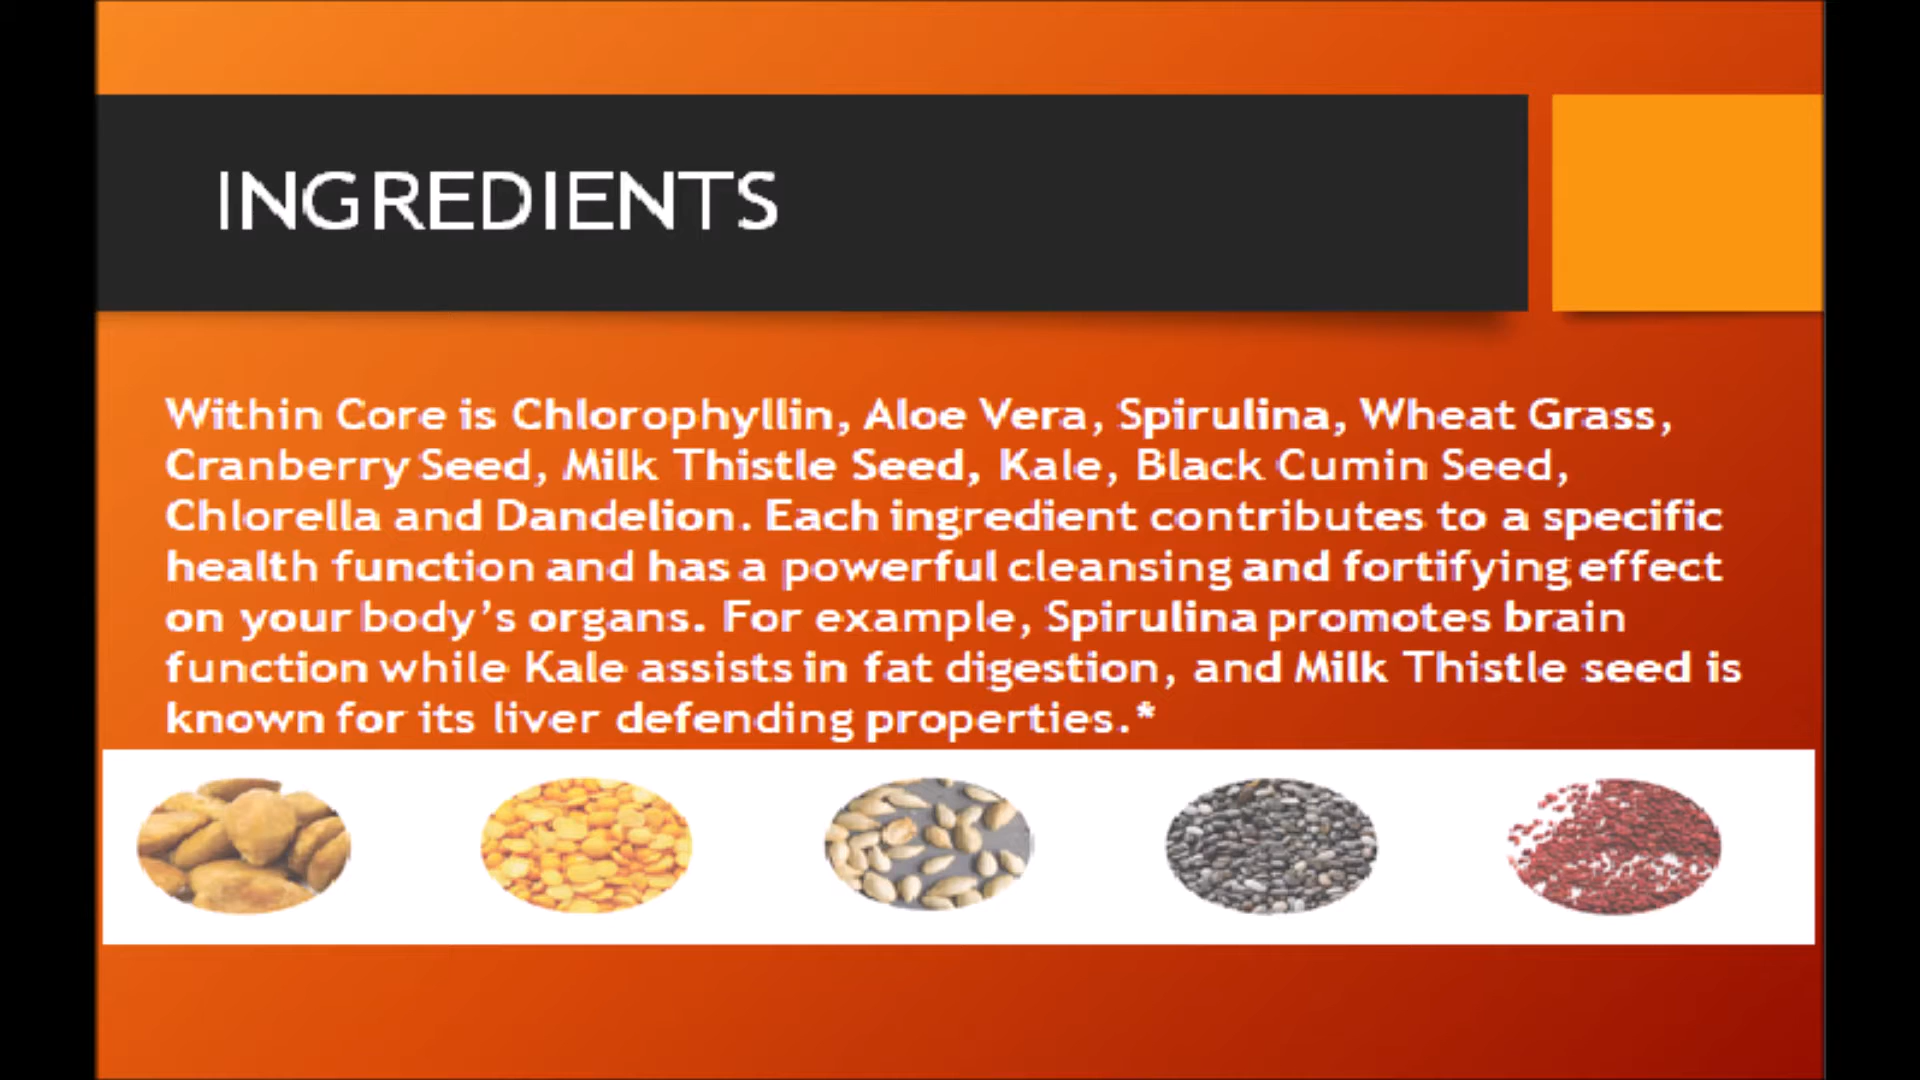 INGREDIENTS
Within Core is Chlorophyllin, Aloe Vera, Spirulina, Wheat Grass,
Cranberry Seed, Milk Thistle Seed, Kale, Black Cumin Seed,
Chlorella and Dandelion. Each ingredient contributes to a specific
health function and has a powerful cleansing and fortifying effect
on your body’s organs. For example, Spirulina promotes brain
function while Kale assists in fat digestion, and Milk Thistle seed is
known for its liver defending properties.*